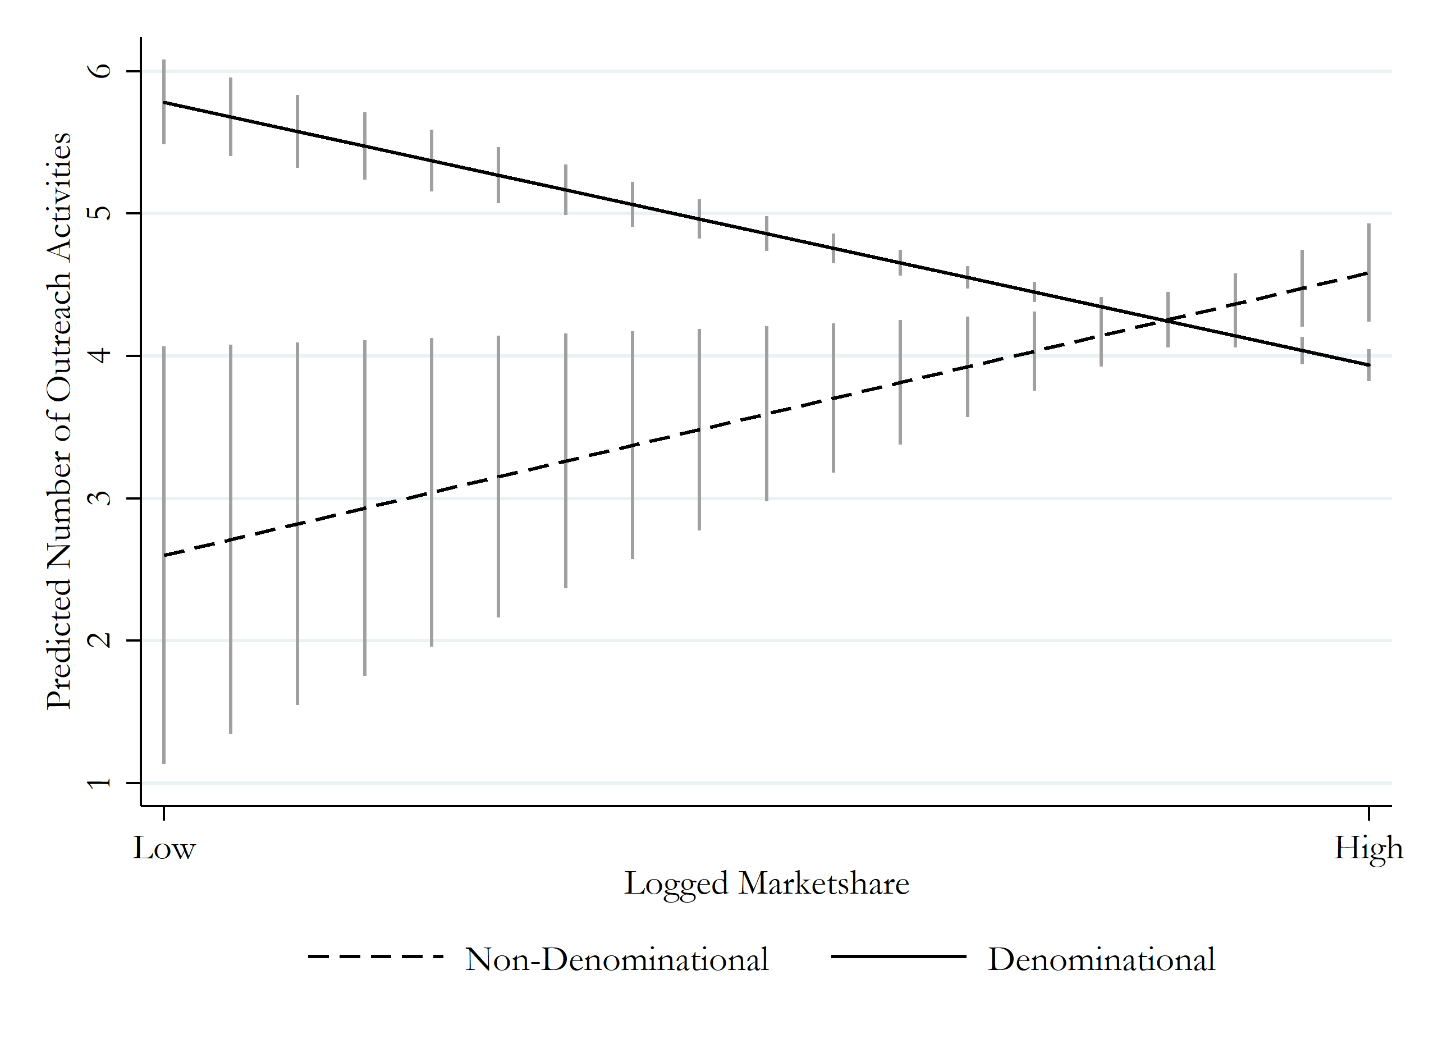 Predicted Number of Outreach Activities
6
5
4
3
2
1
Low High
Logged Marketshare
Non-Denominational Denominational